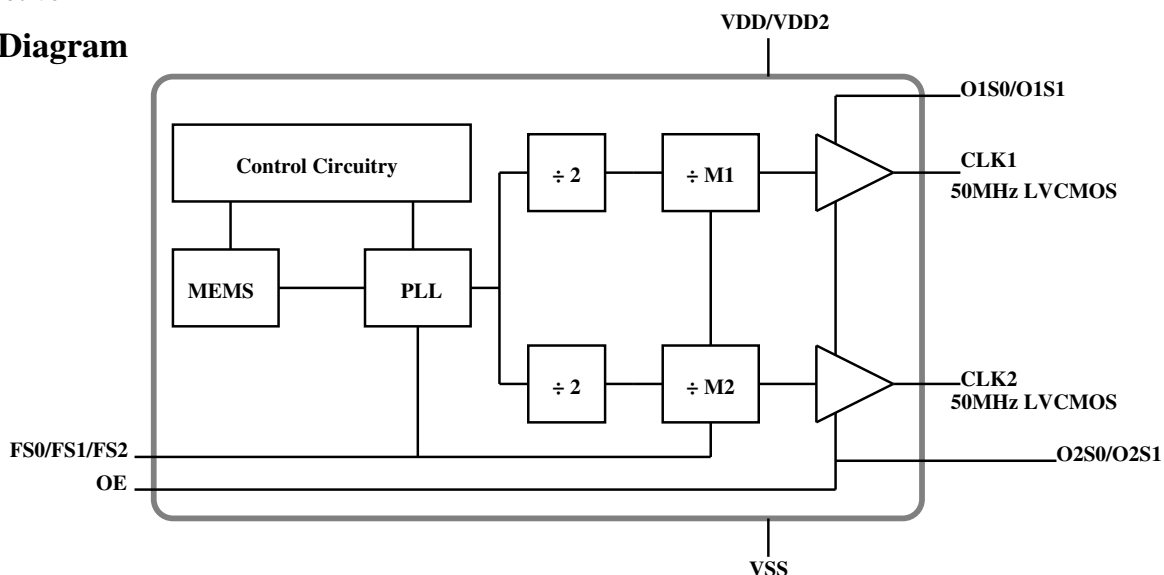 Diagram
VDD/VDD2
O1S0/O1S1
Control Circuitry
÷ 2
÷ M1
CLK1
50MHz LVCMOS
MEMS
PLL
÷ 2
÷ M2
CLK2
50MHz LVCMOS
FS0/FS1/FS2
O2S0/O2S1
OE
VSS